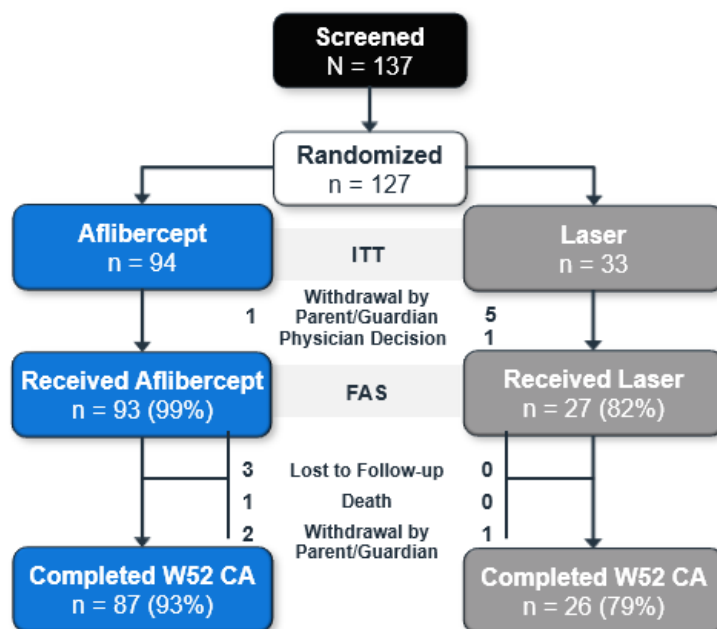 Screened
N = 137
Randomized
n = 127
Aflibercept
n = 94
ITT
Laser
n = 33
1 Withdrawal by Parent/Guardian 5
Physician Decision 1
Received Aflibercept
n = 93 (99%)
FAS
Received Laser
n = 27 (82%)
3 Lost to Follow-up 0
1 Death 0
2 Withdrawal by Parent/Guardian 1
Completed W52 CA
n = 87 (93%)
Completed W52 CA
n = 26 (79%)